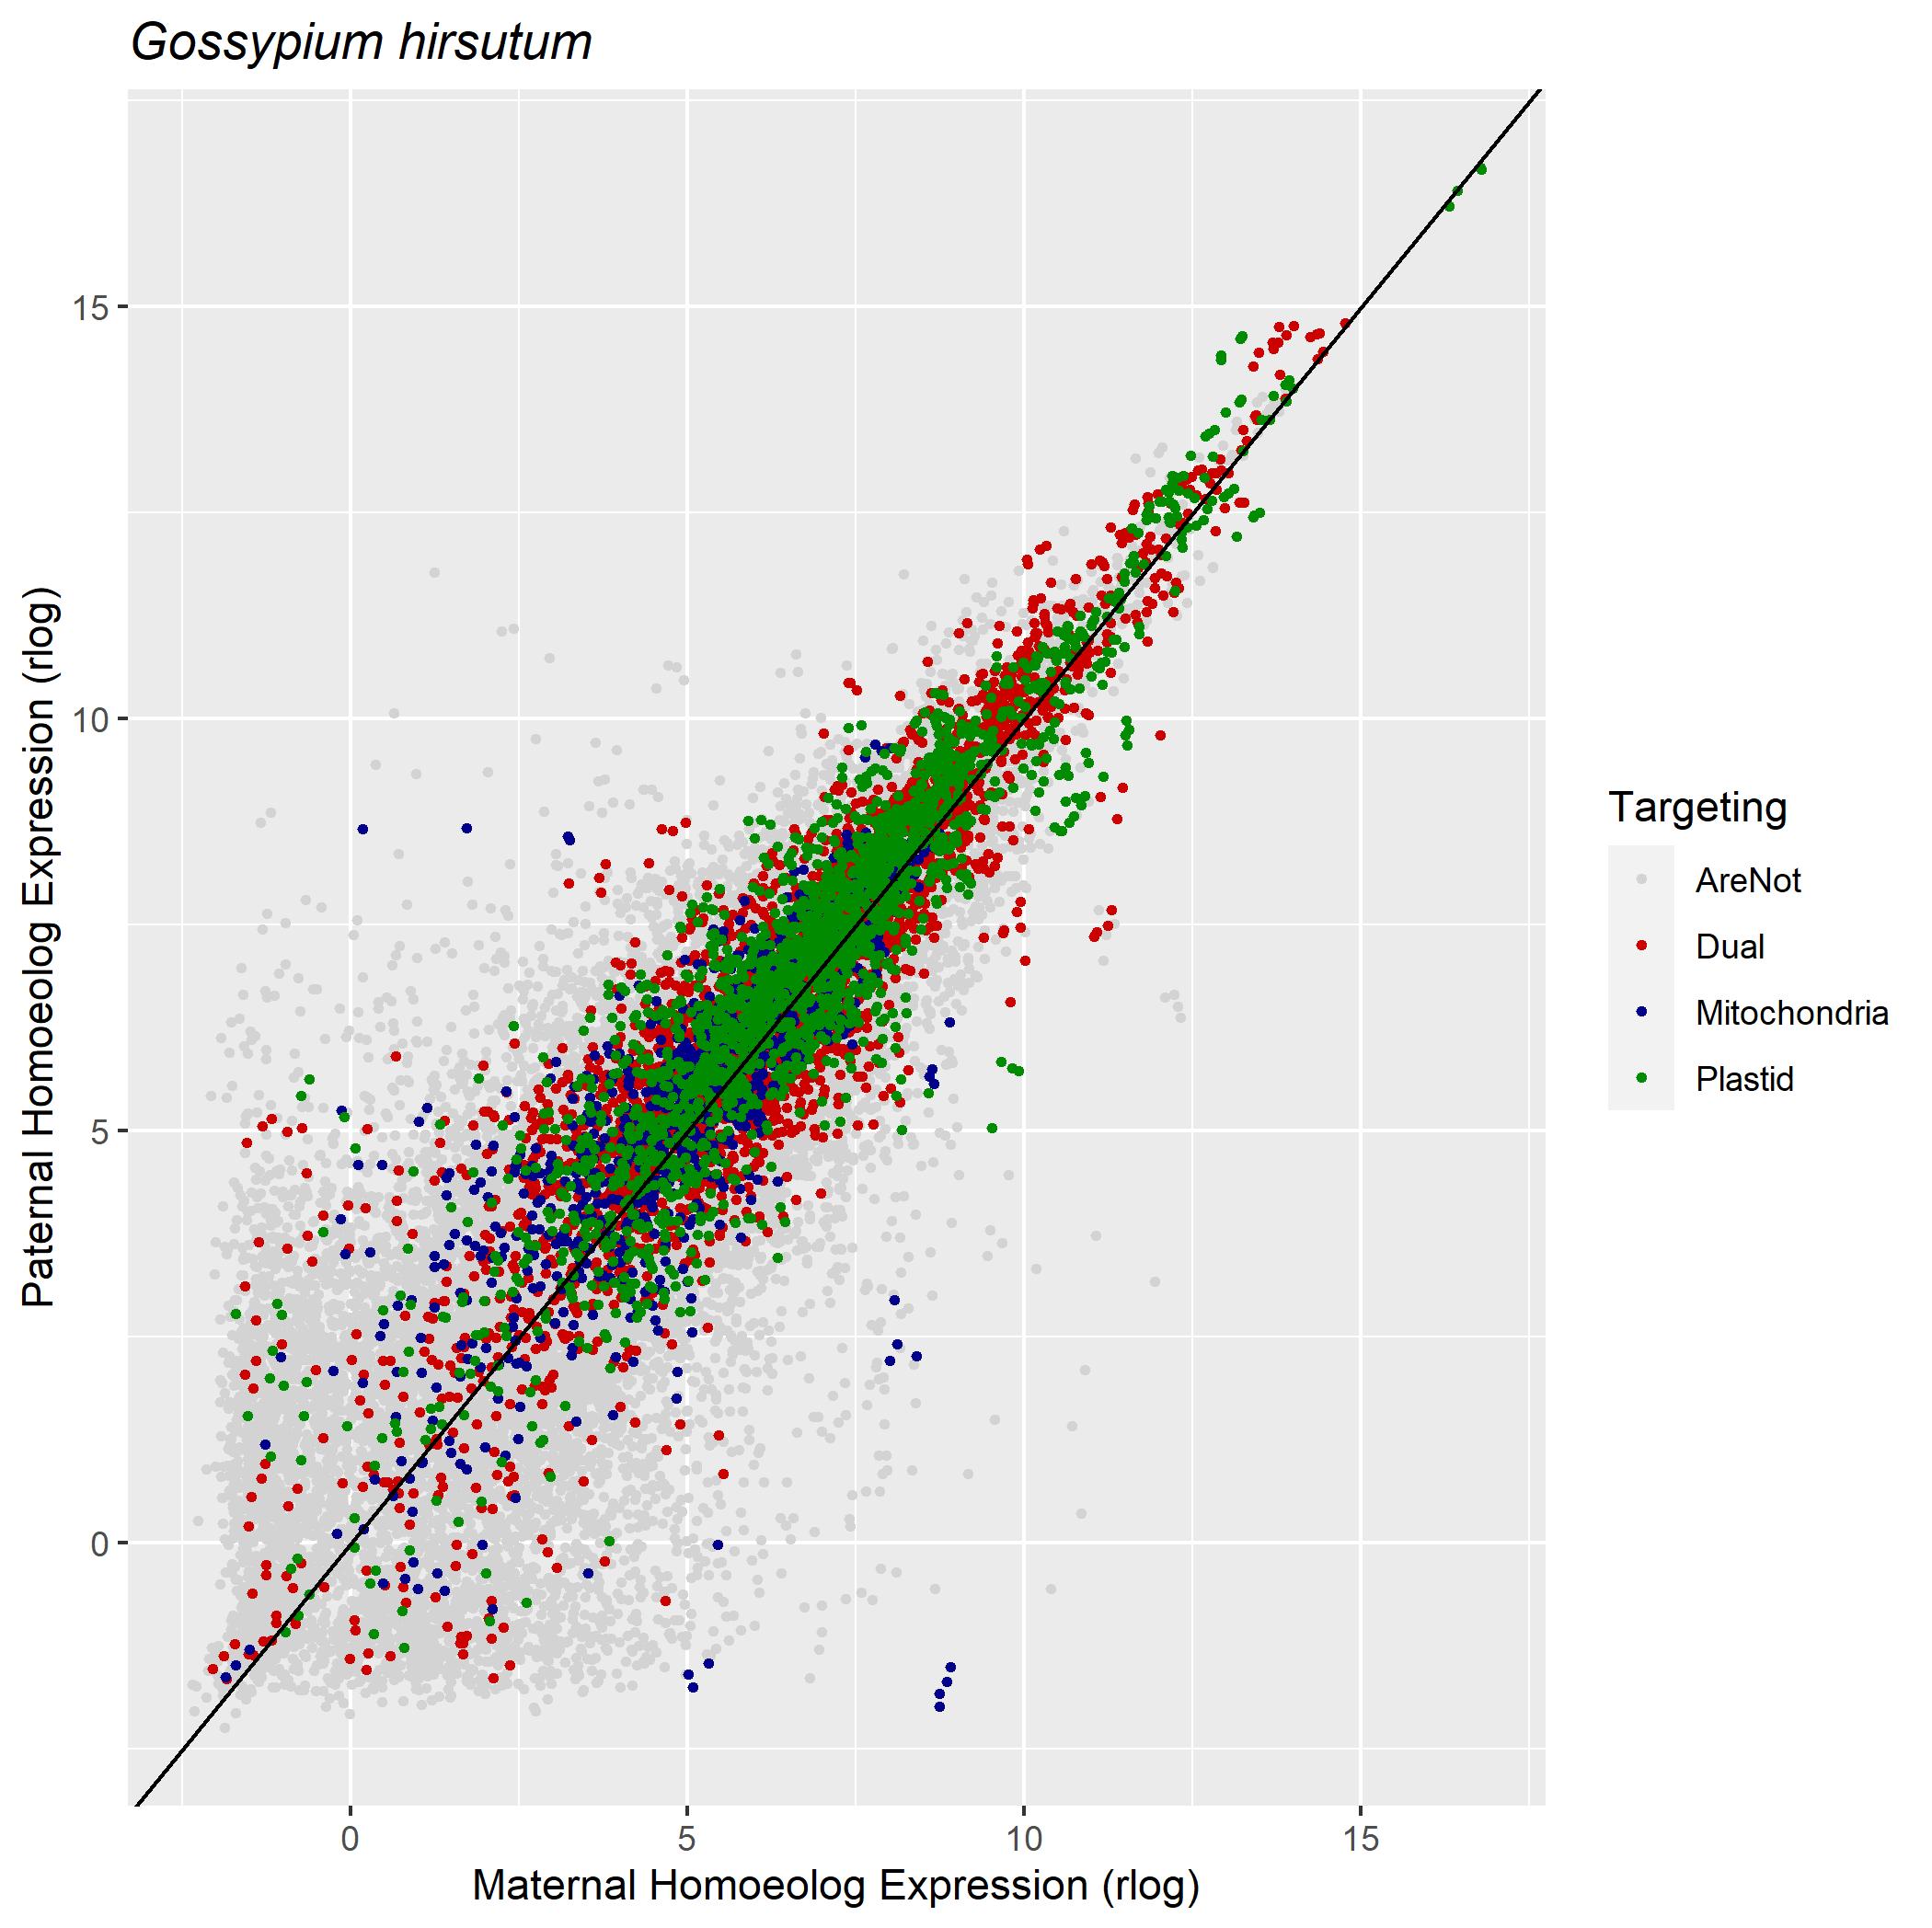 Gossypium hirsutum
Paternal Homoeolog Expression (rlog)
15
10
5
0
0
5
10
15
Maternal Homoeolog Expression (rlog)
Targeting
AreNot
Dual
Mitochondria
Plastid